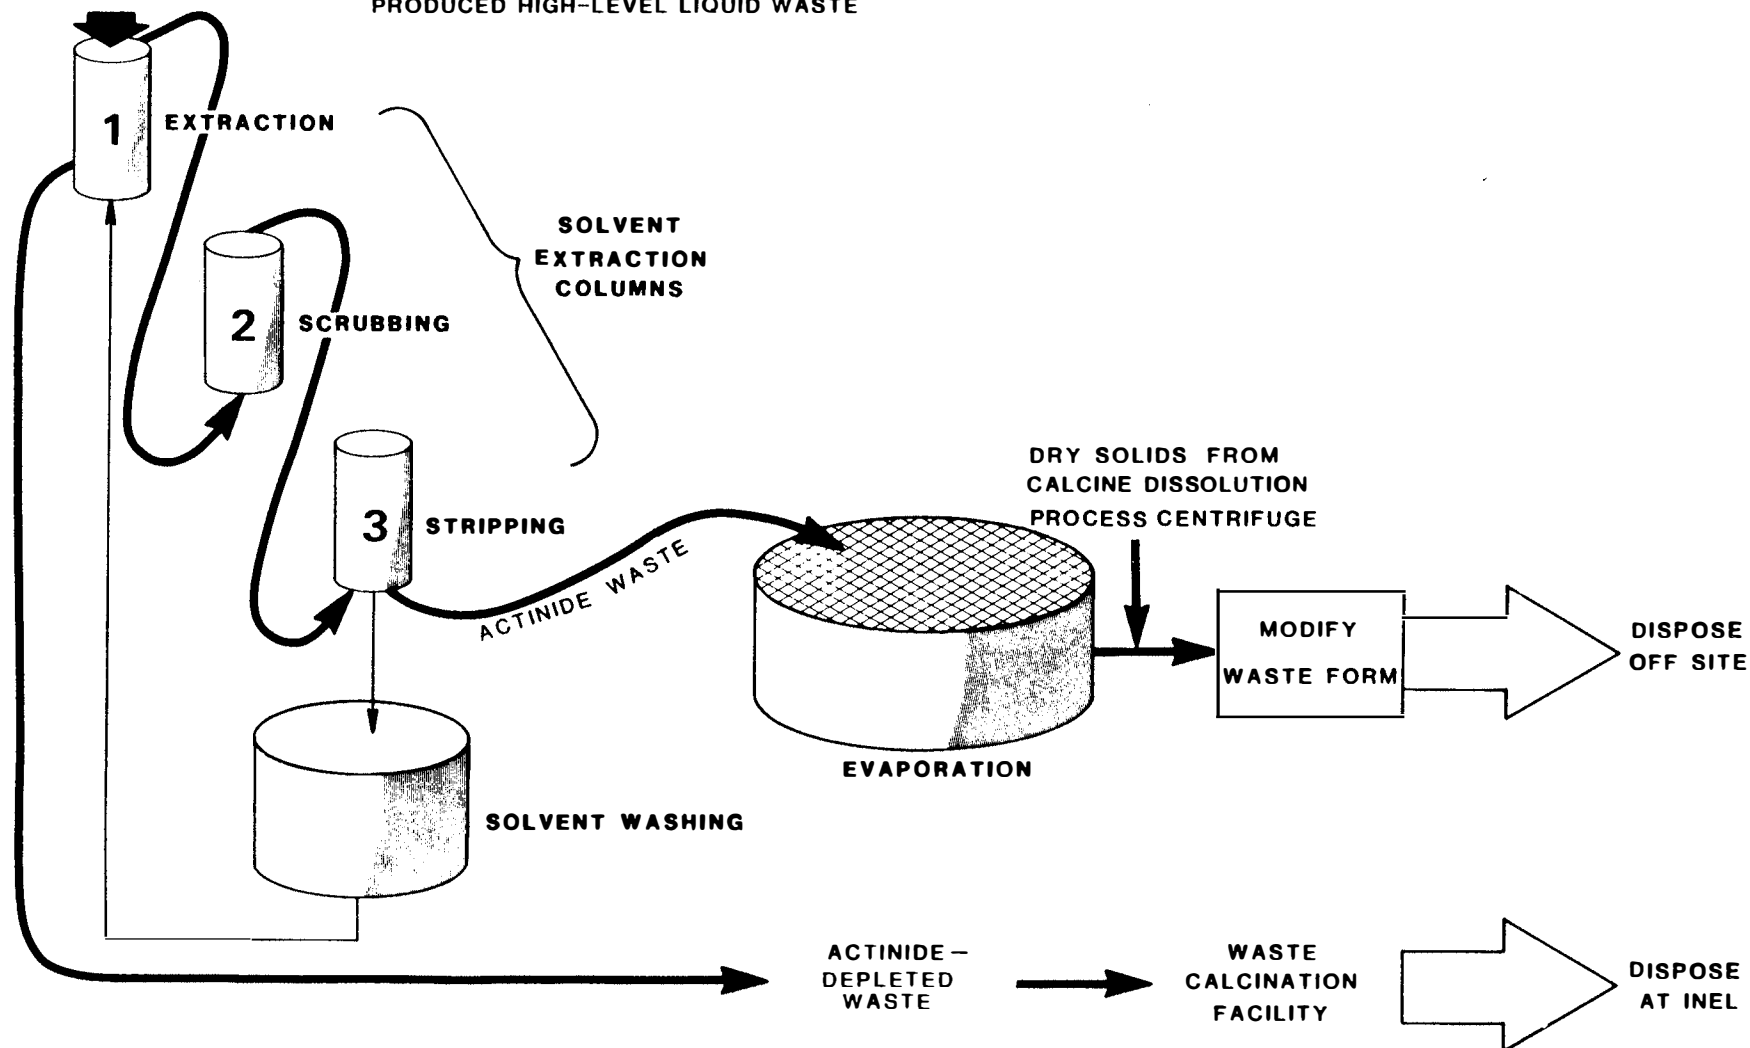 PRODUCED HIGH-LEVEL LIQUID WASTE
1
EXTRACTION
SOLVENT
EXTRACTION
COLUMNS
2
SCRUBBING
3
STRIPPING
ACTINIDE WASTE
DRY SOLIDS FROM
CALCINE DISSOLUTION
PROCESS CENTRIFUGE
MODIFY
WASTE FORM
DISPOSE
OFF SITE
EVAPORATION
SOLVENT WASHING
ACTINIDE-
DEPLETED
WASTE
WASTE
CALCINATION
FACILITY
DISPOSE
AT INEL